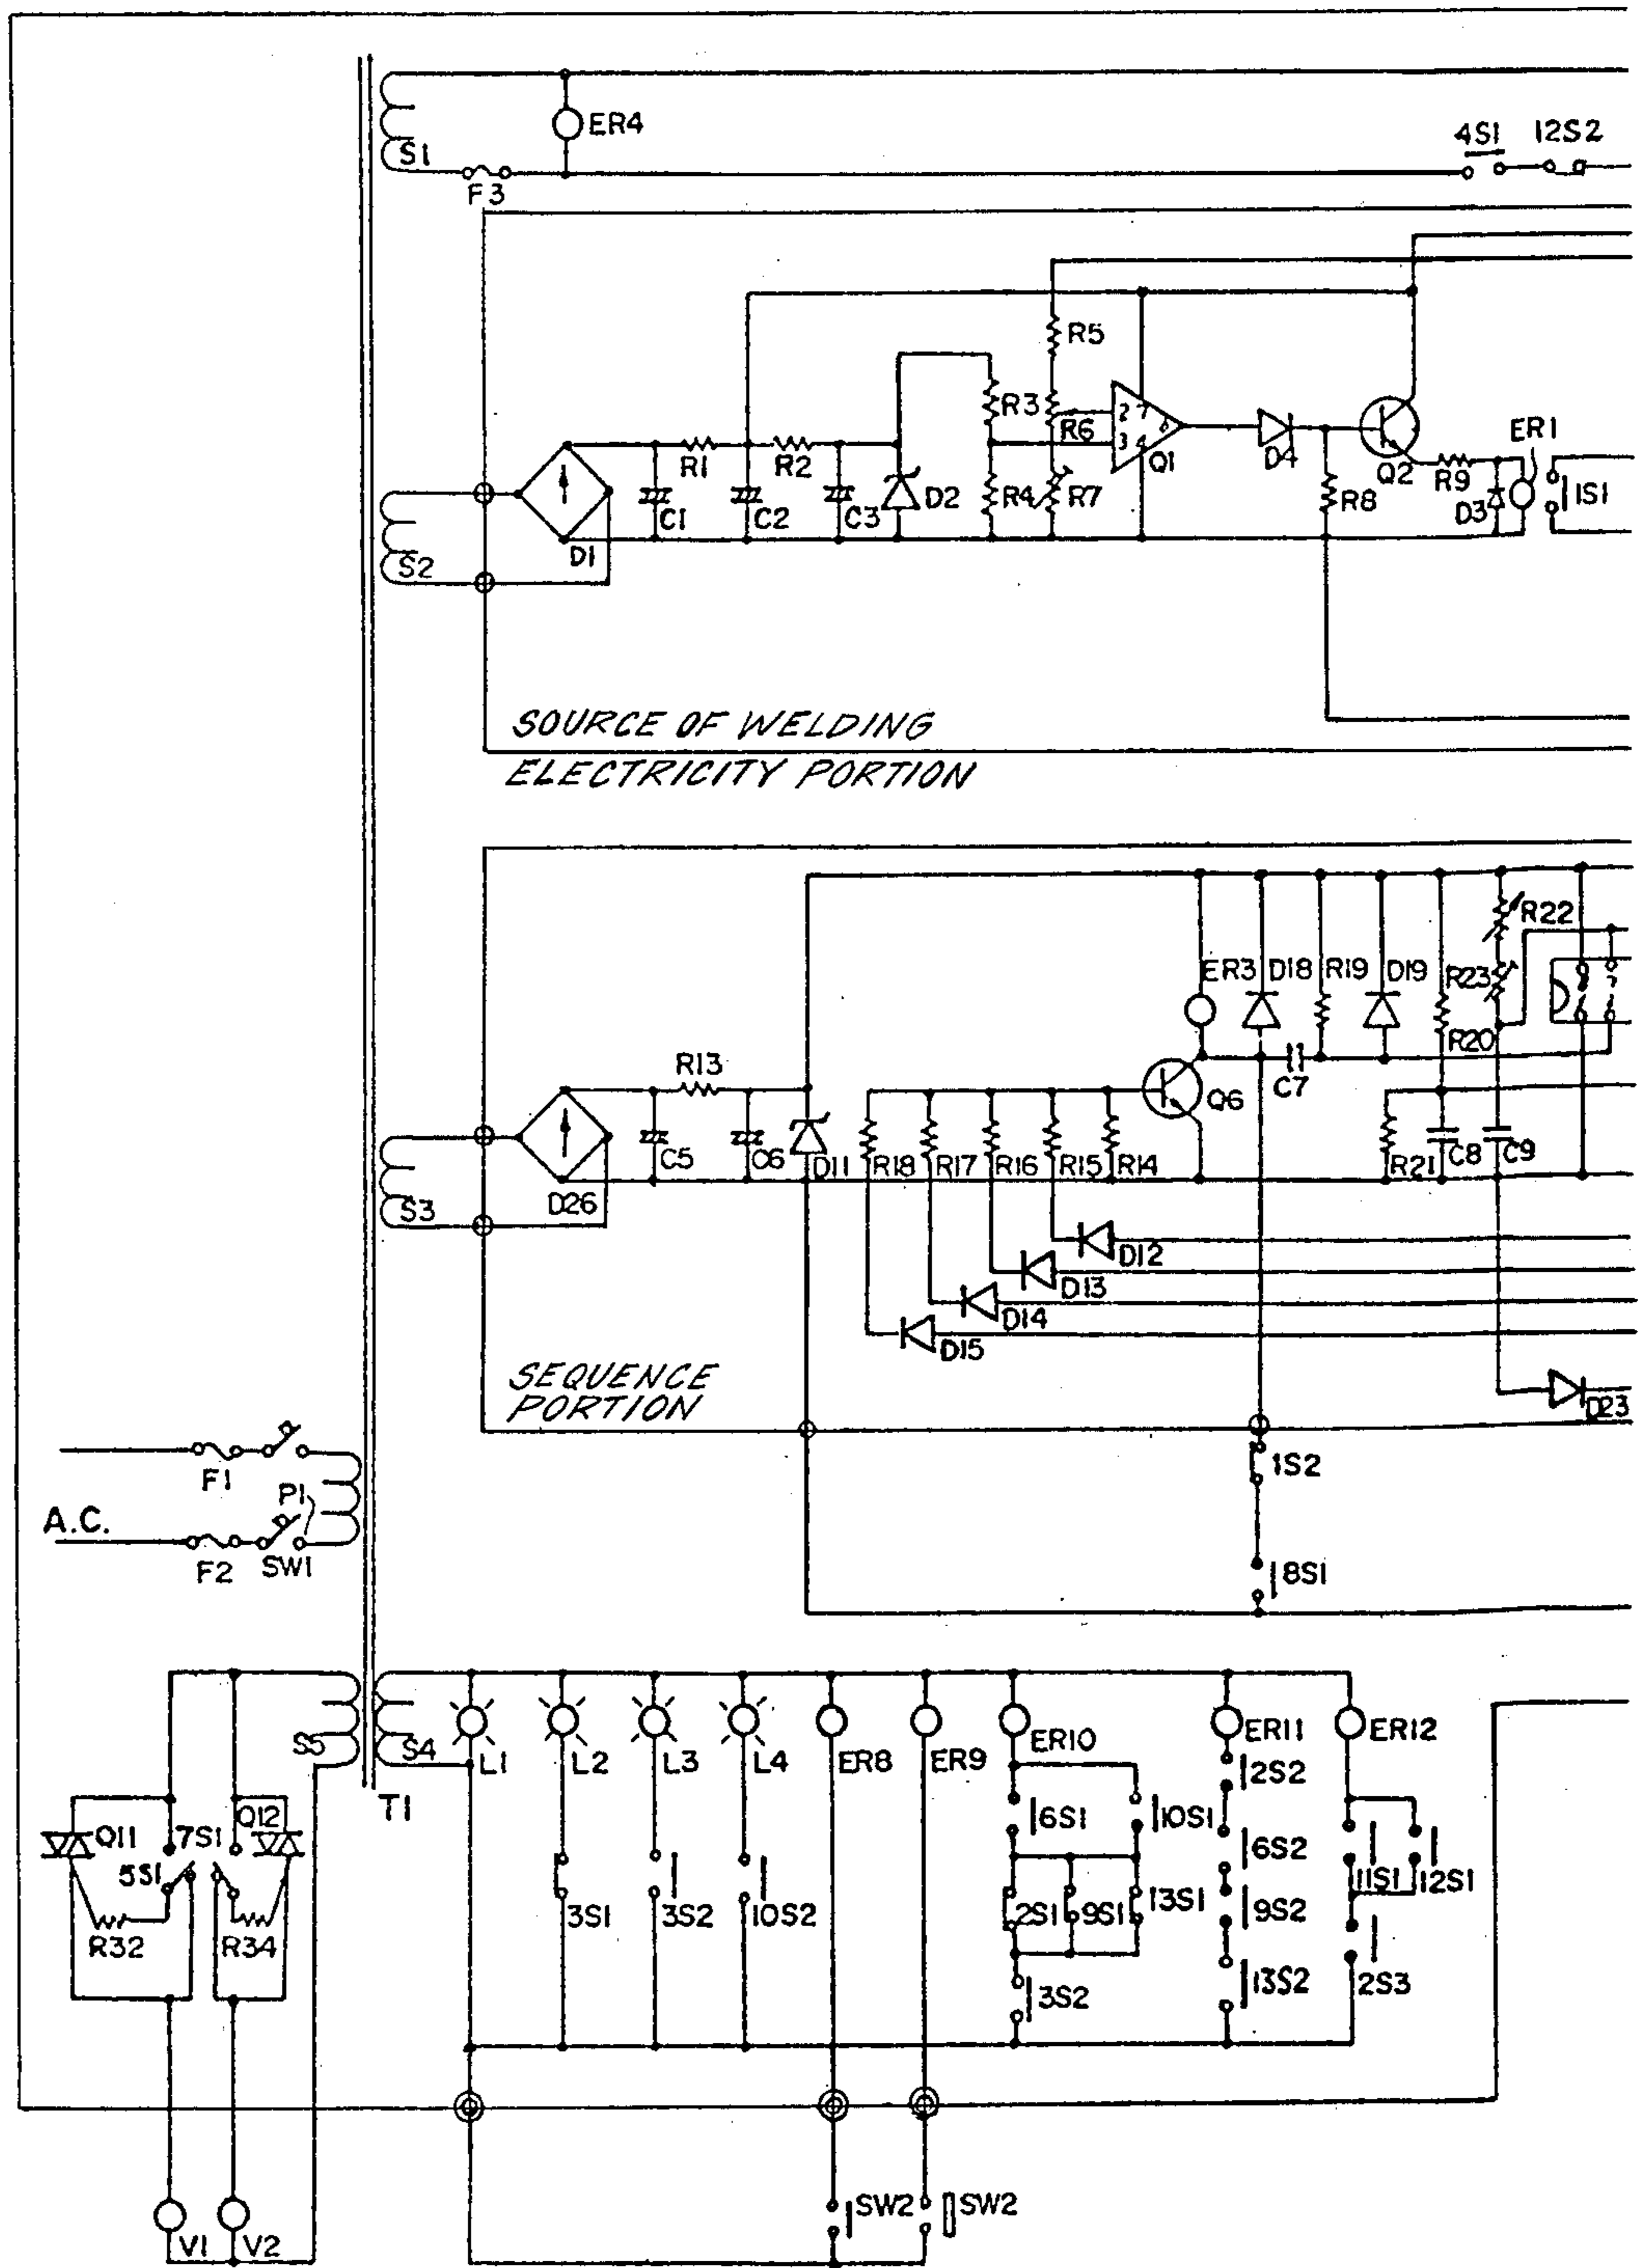 ER4
S1
F3
4S1 12S2
R5
R3
R6
2 7
6
3 4
Q1
D4
Q2
ER1
R1
R2
C1
C2
C3
D2
R4
R7
R8
R9
D3
1S1
D1
S2
SOURCE OF WELDING
ELECTRICITY PORTION
R22
ER3 D18 R19 D19
R23
R20
R13
C7
Q6
C5
C6
D11
R18
R17
R16
R15
R14
R21
C8
C9
D26
S3
D12
D13
D14
D15
D23
SEQUENCE
PORTION
F1
P1
A.C.
F2
SW1
1S2
8S1
S5
S4
L1
L2
L3
L4
ER8
ER9
ER10
ER11
ER12
T1
Q11
7S1
Q12
5S1
R32
R34
3S1
3S2
10S2
6S1
10S1
2S1
9S1
13S1
3S2
2S2
6S2
9S2
13S2
11S1
12S1
2S3
V1
V2
SW2
SW2